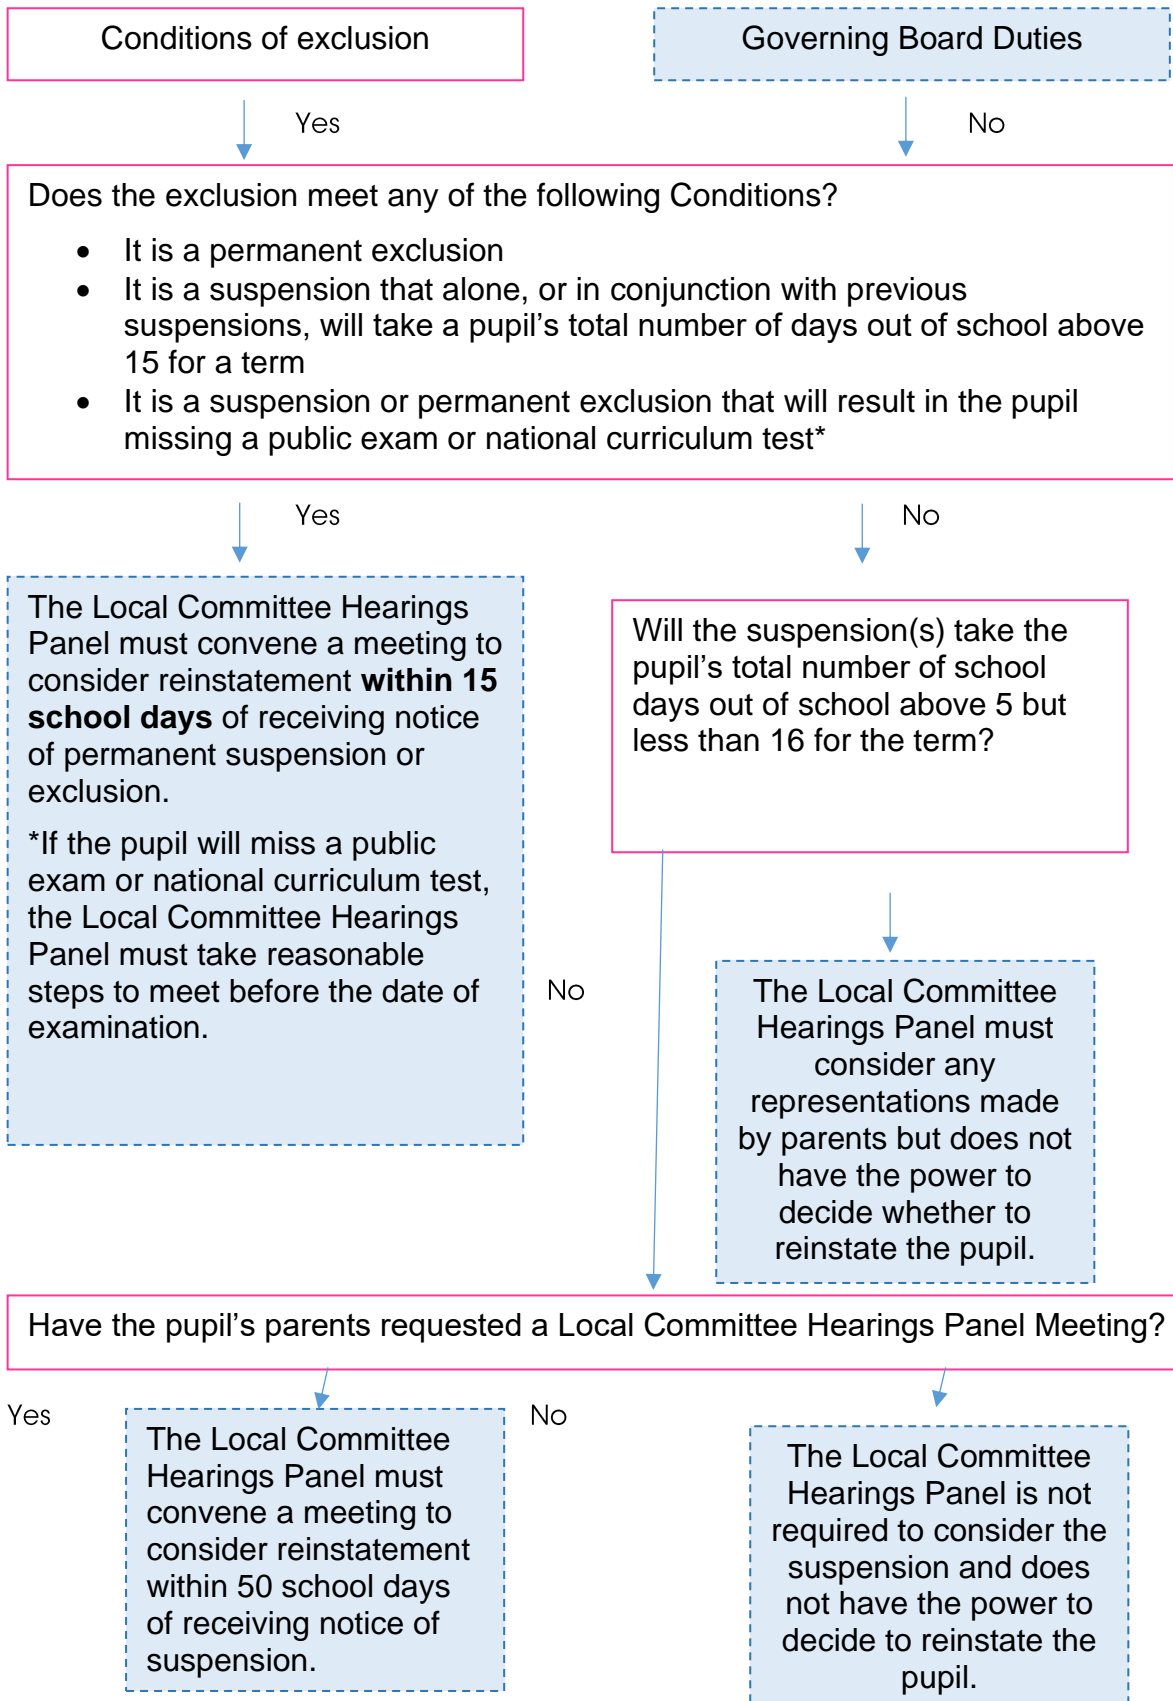 Conditions of exclusion
Governing Board Duties
Yes
No
Does the exclusion meet any of the following Conditions?
• It is a permanent exclusion
• It is a suspension that alone, or in conjunction with previous
suspensions, will take a pupil’s total number of days out of school above
15 for a term
• It is a suspension or permanent exclusion that will result in the pupil
missing a public exam or national curriculum test*
Yes
No
The Local Committee Hearings
Panel must convene a meeting to
consider reinstatement within 15
school days of receiving notice
of permanent suspension or
exclusion.
*If the pupil will miss a public
exam or national curriculum test,
the Local Committee Hearings
Panel must take reasonable
steps to meet before the date of
examination.
Will the suspension(s) take the
pupil’s total number of school
days out of school above 5 but
less than 16 for the term?
No
The Local Committee
Hearings Panel must
consider any
representations made
by parents but does not
have the power to
decide whether to
reinstate the pupil.
Have the pupil’s parents requested a Local Committee Hearings Panel Meeting?
Yes
The Local Committee
Hearings Panel must
convene a meeting to
consider reinstatement
within 50 school days
of receiving notice of
suspension.
No
The Local Committee
Hearings Panel is not
required to consider the
suspension and does
not have the power to
decide to reinstate the
pupil.